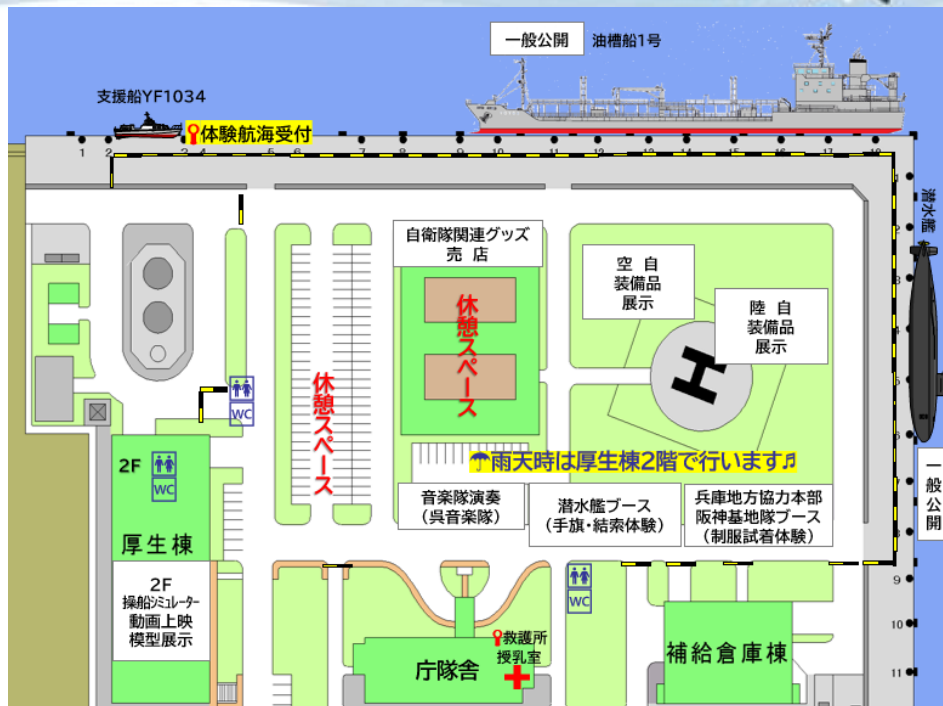 一般公開
油槽船1号
支援船YF1034
体験航海受付
1
2
3
4
5
6
7
8
9
10
11
12
13
14
15
16
17
18
1
2
3
4
5
6
7
8
9
10
11
潜水艦
一般公開
自衛隊関連グッズ
売 店
空 自
装備品
展示
陸 自
装備品
展示
H
休憩スペース
休憩スペース
WC
2F
WC
厚生棟
2F
操船シミュレーター
動画上映
模型展示
☂雨天時は厚生棟2階で行います♬
音楽隊演奏
(呉音楽隊)
潜水艦ブース
(手旗・結索体験)
兵庫地方協力本部
阪神基地隊ブース
(制服試着体験)
WC
救護所
授乳室
庁隊舎
補給倉庫棟